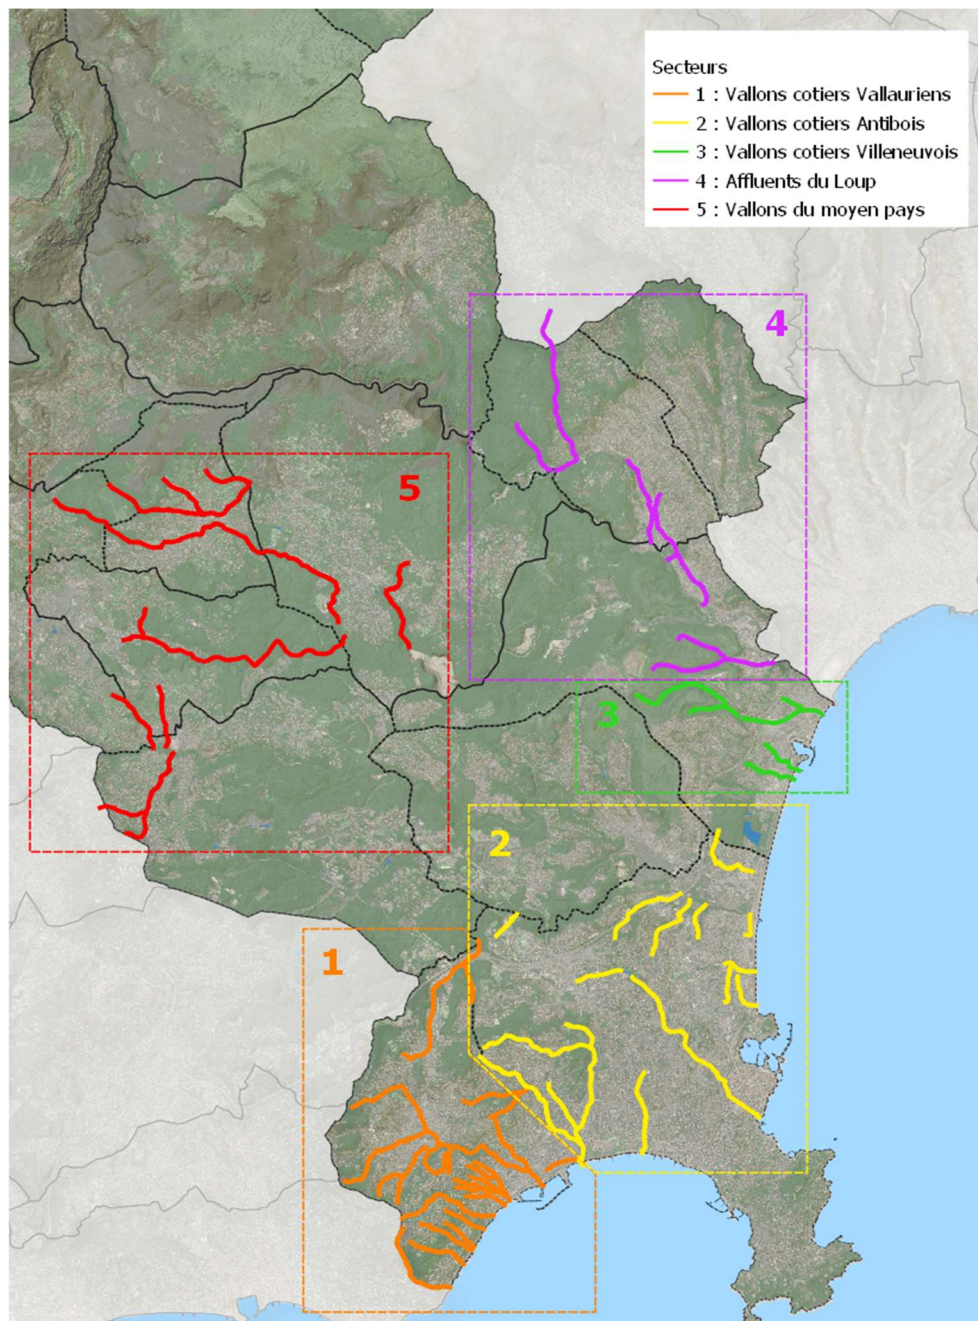 Secteurs
1 : Vallons cotiers Vallauriens
2 : Vallons cotiers Antibois
3 : Vallons cotiers Villeneuvois
4 : Affluents du Loup
5 : Vallons du moyen pays
4
5
3
2
1